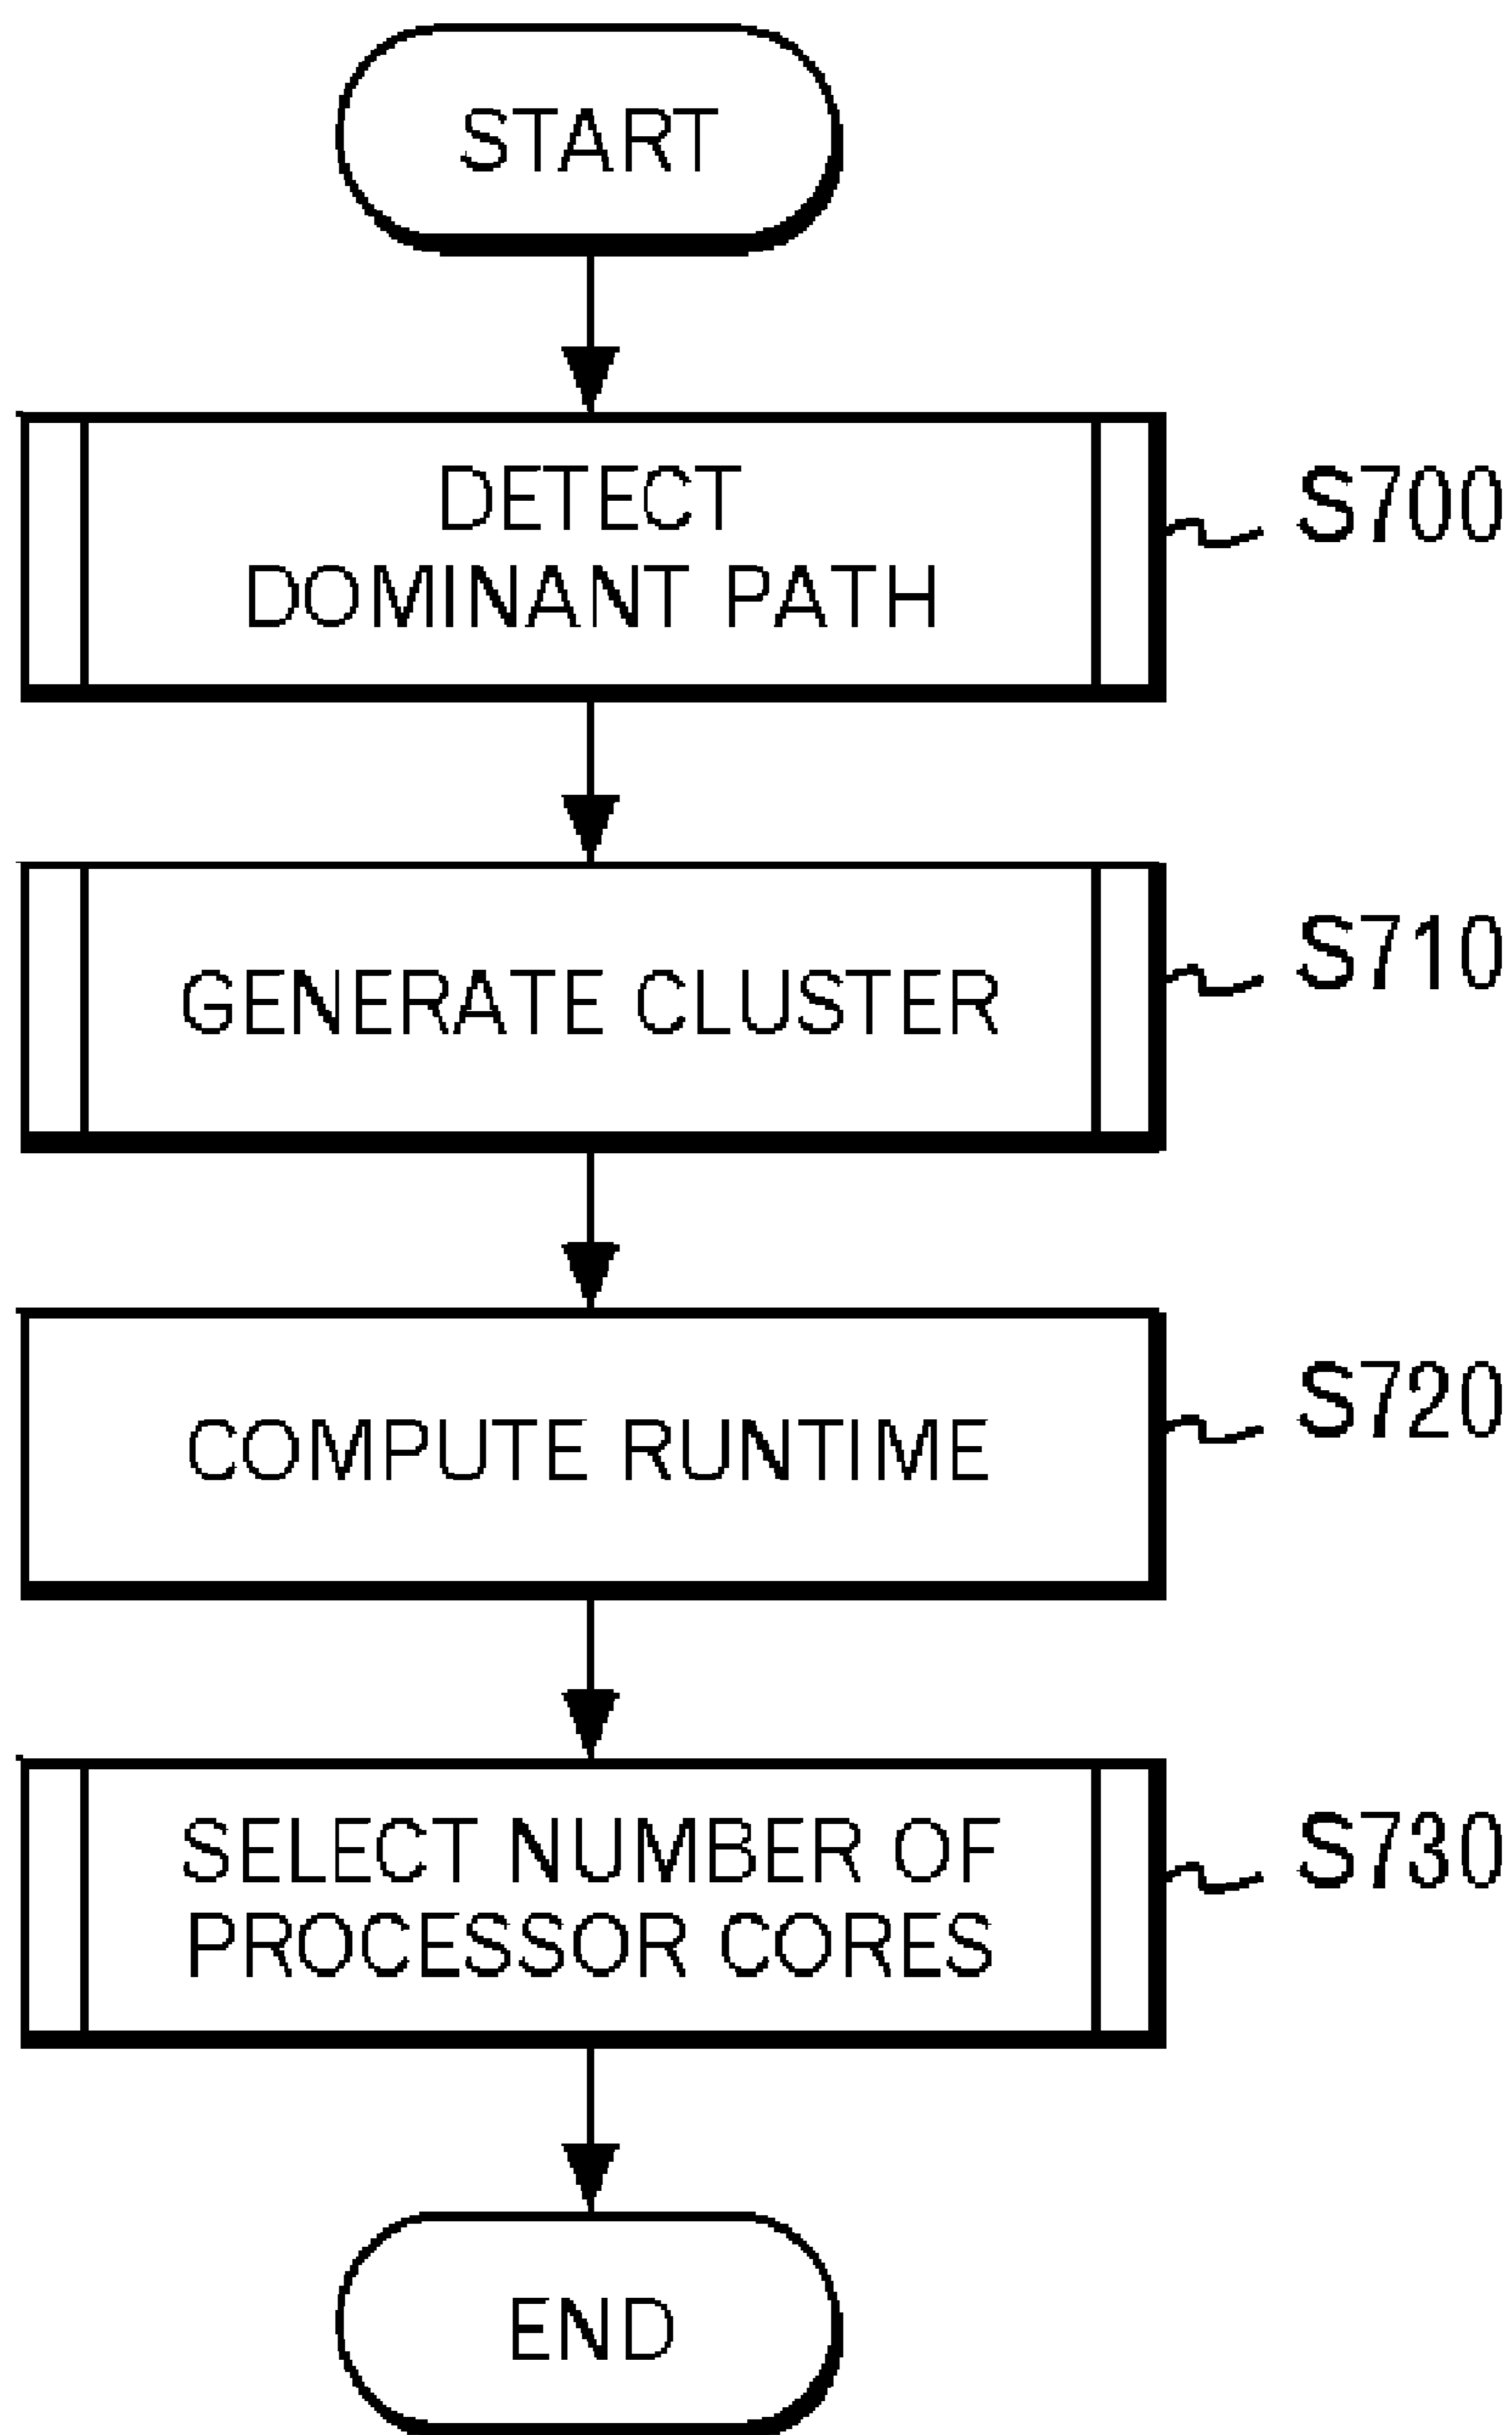 START
DETECT
DOMINANT PATH
S700
GENERATE CLUSTER
S710
COMPUTE RUNTIME
S720
SELECT NUMBER OF
PROCESSOR CORES
S730
END